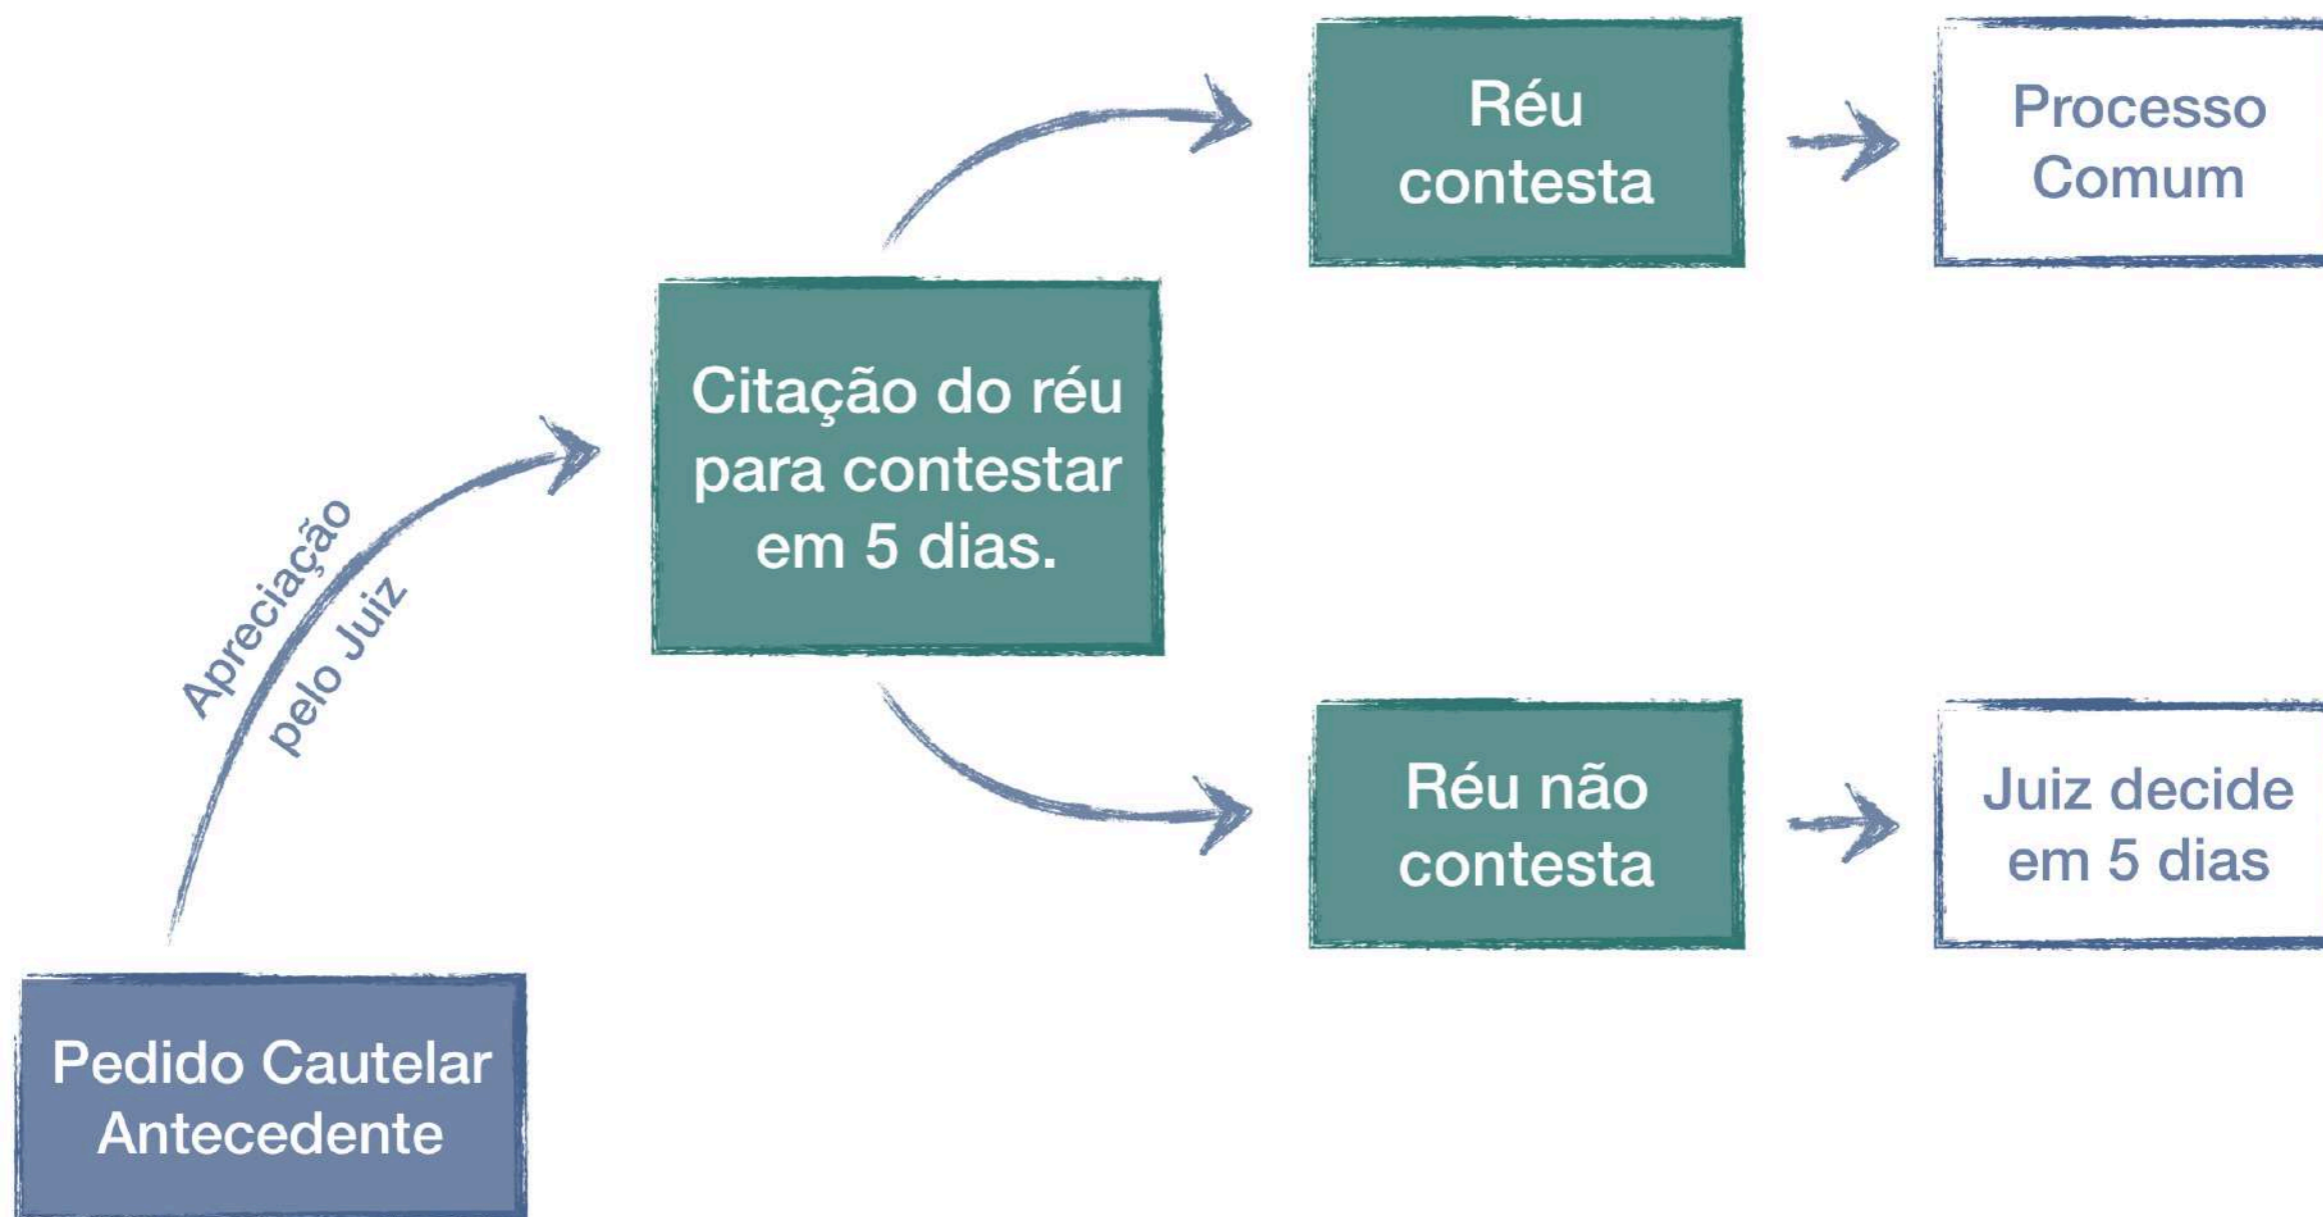 Réu
contesta
Processo
Comum
Citação do réu
para contestar
em 5 dias.
Apreciação
pelo Juiz
Réu não
contesta
Juiz decide
em 5 dias
Pedido Cautelar
Antecedente